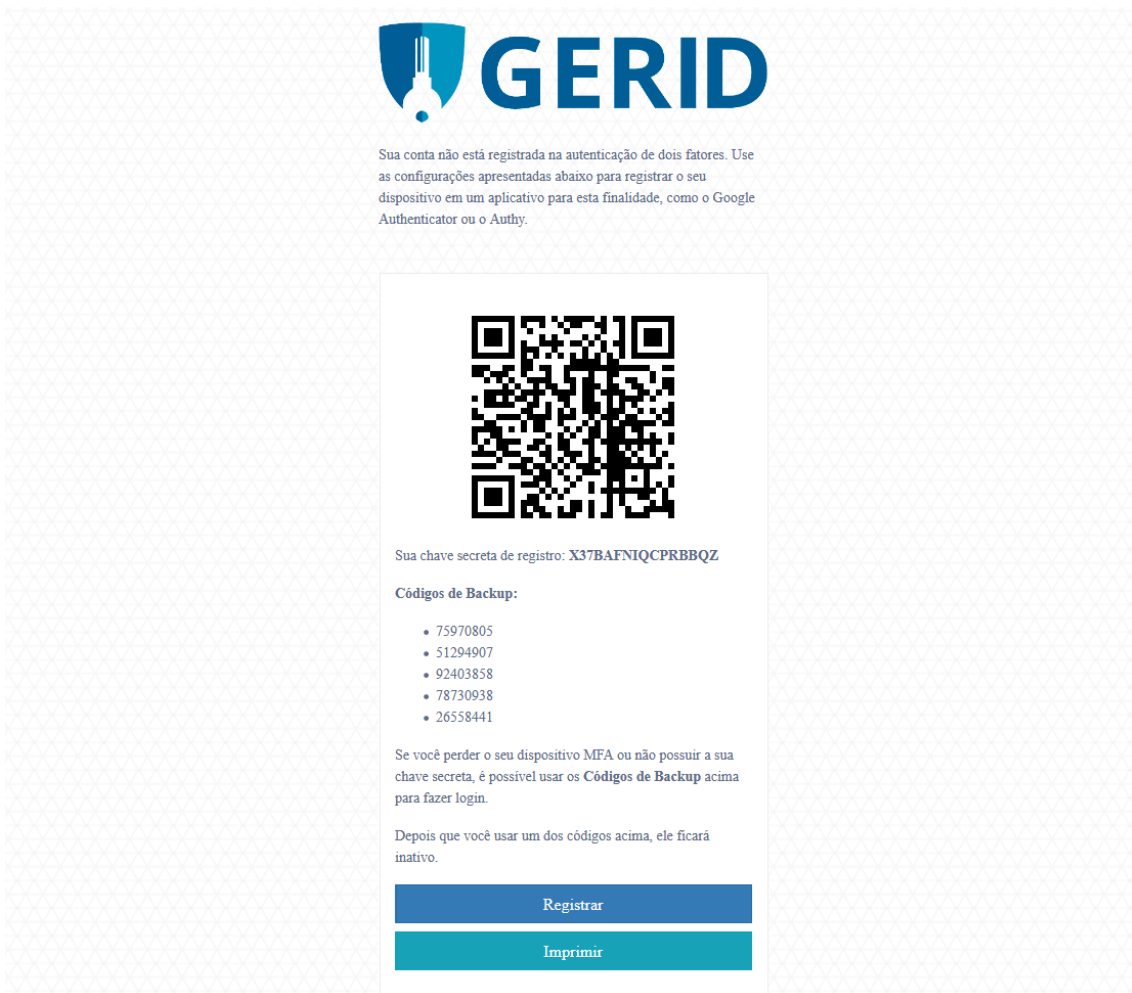 GERID
Sua conta não está registrada na autenticação de dois fatores. Use
as configurações apresentadas abaixo para registrar o seu
dispositivo em um aplicativo para esta finalidade, como o Google
Authenticator ou o Authy.
Sua chave secreta de registro: X37BAFNIQCPRBBQZ
Códigos de Backup:
• 75970805
• 51294907
• 92403858
• 78730938
• 26558441
Se você perder o seu dispositivo MFA ou não possuir a sua
chave secreta, é possível usar os Códigos de Backup acima
para fazer login.
Depois que você usar um dos códigos acima, ele ficará
inativo.
Registrar
Imprimir